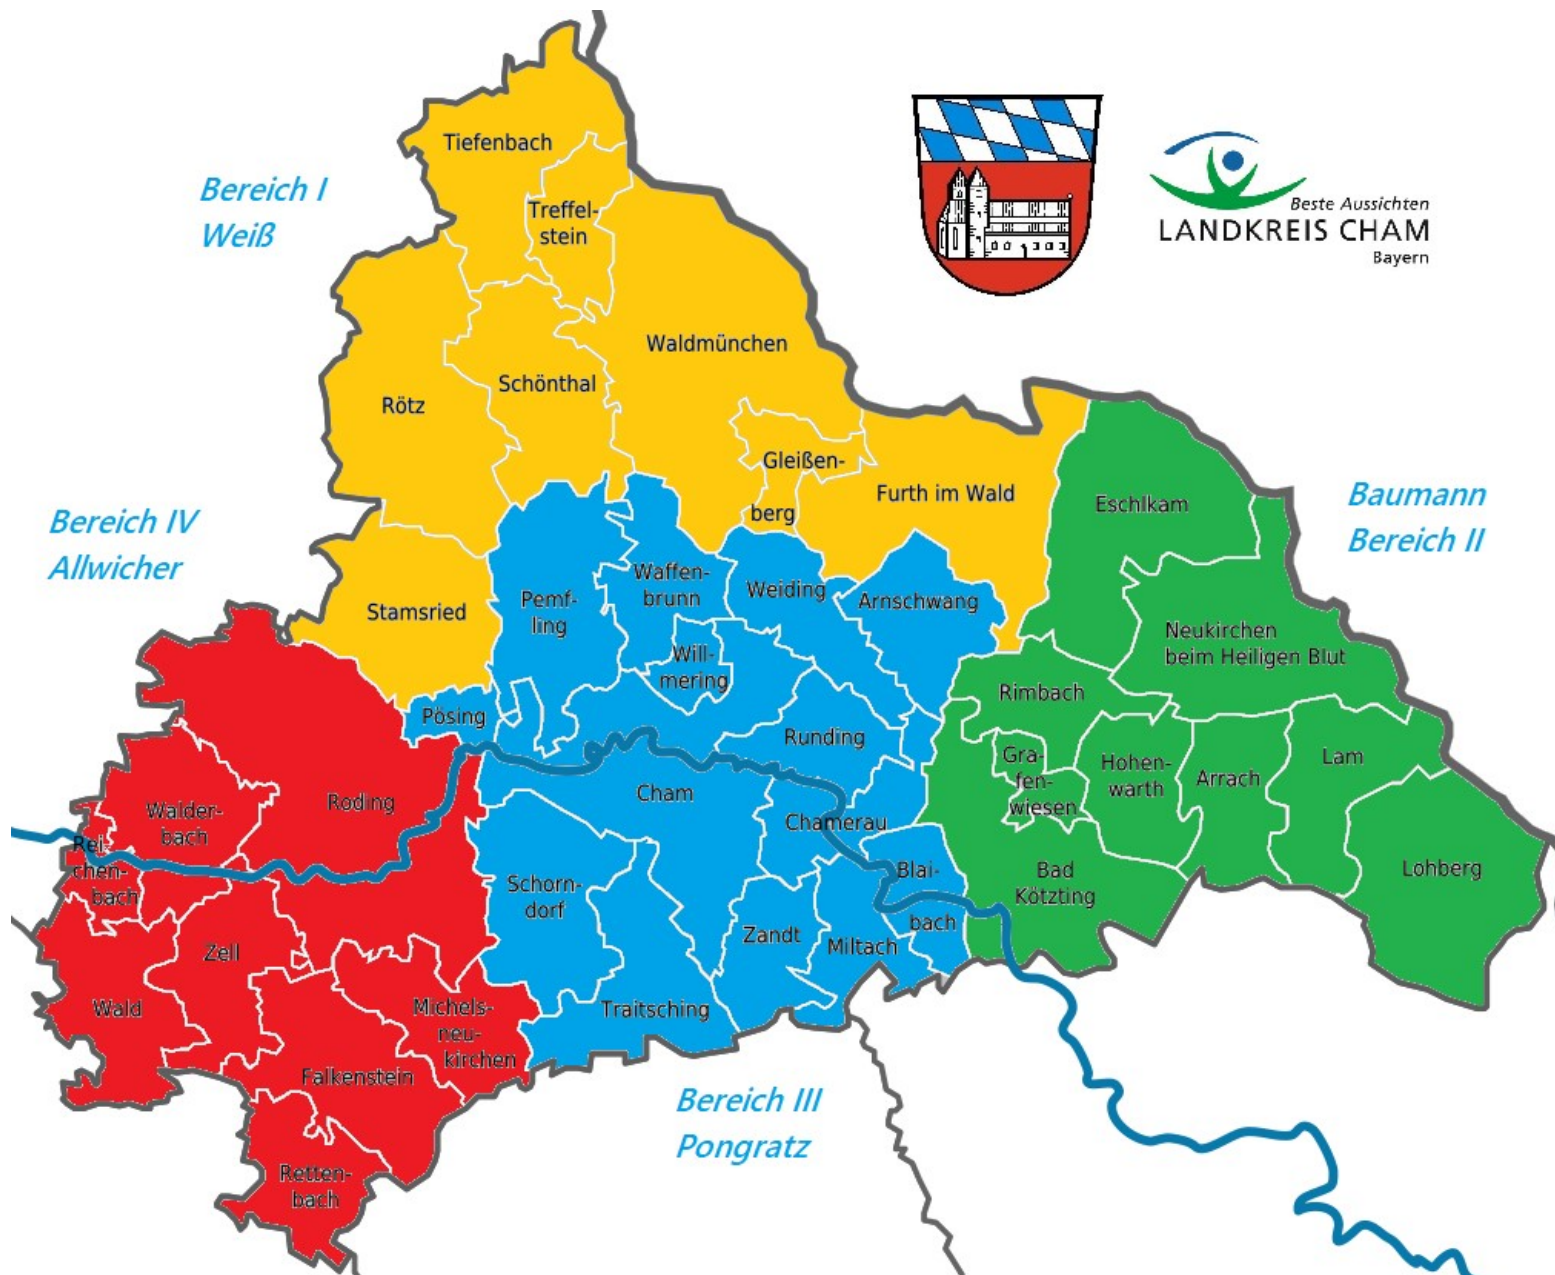 Tiefenbach
Bereich I
Weiß
Treffel-
stein
Beste Aussichten
LANDKREIS CHAM
Bayern
Waldmünchen
Schönthal
Rötz
Gleißen-
berg
Furth im Wald
Eschlkam
Baumann
Bereich II
Bereich IV
Allwicher
Stamsried
Pemf-
ling
Waffen-
brunn
Weiding
Arnschwang
Neukirchen
beim Heiligen Blut
Will-
mering
Rimbach
Pösing
Runding
Gra-
fen-
wiesen
Hohen-
warth
Arrach
Lam
Cham
Roding
Walder-
bach
Chamerau
Rei-
chen-
bach
Schorn-
dorf
Blai-
bach
Bad
Kötzting
Lohberg
Zell
Zandt
Miltach
Wald
Michels-
neu-
kirchen
Traitsching
Falkenstein
Bereich III
Pongratz
Retten-
bach